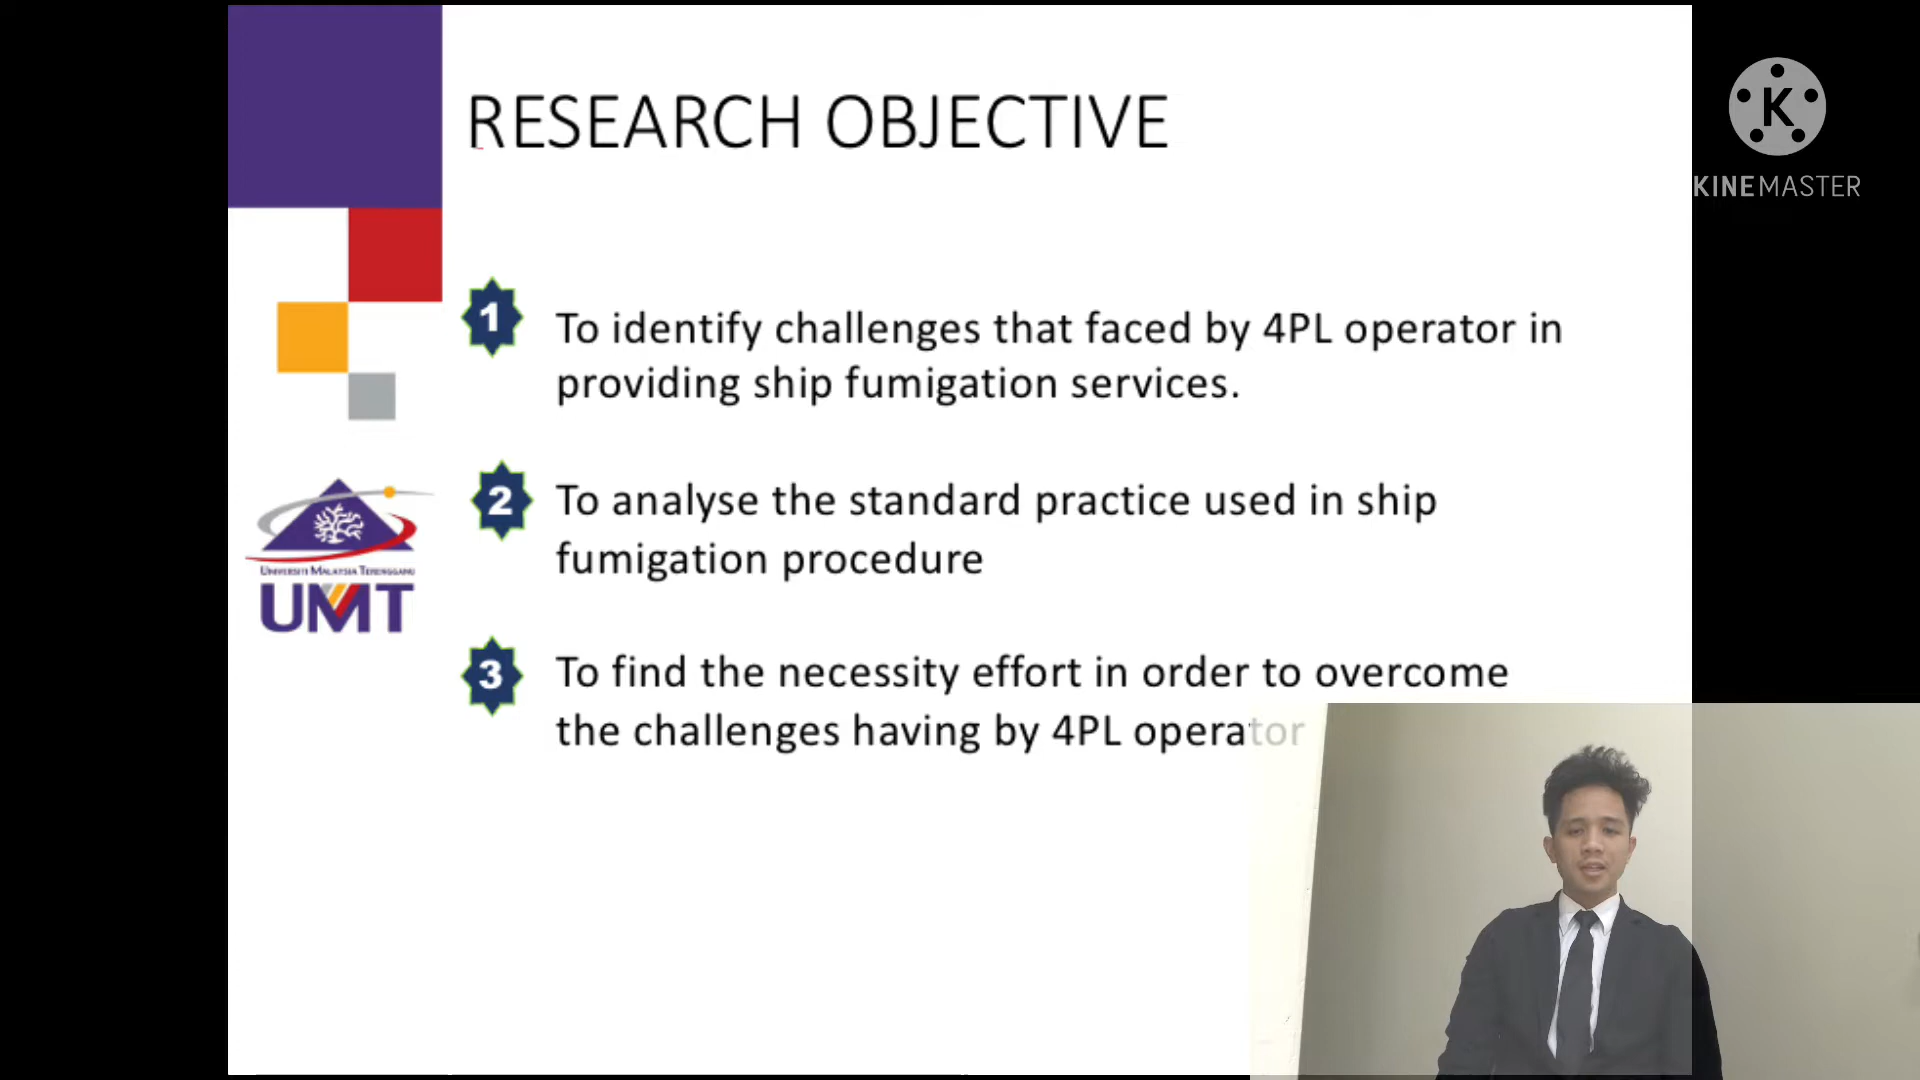 RESEARCH OBJECTIVE
K
KINEMASTER
1
To identify challenges that faced by 4PL operator in
providing ship fumigation services.
2
To analyse the standard practice used in ship
fumigation procedure
UNIVERSITI MALAYSIA TERENGGANU
UMT
3
To find the necessity effort in order to overcome
the challenges having by 4PL operator